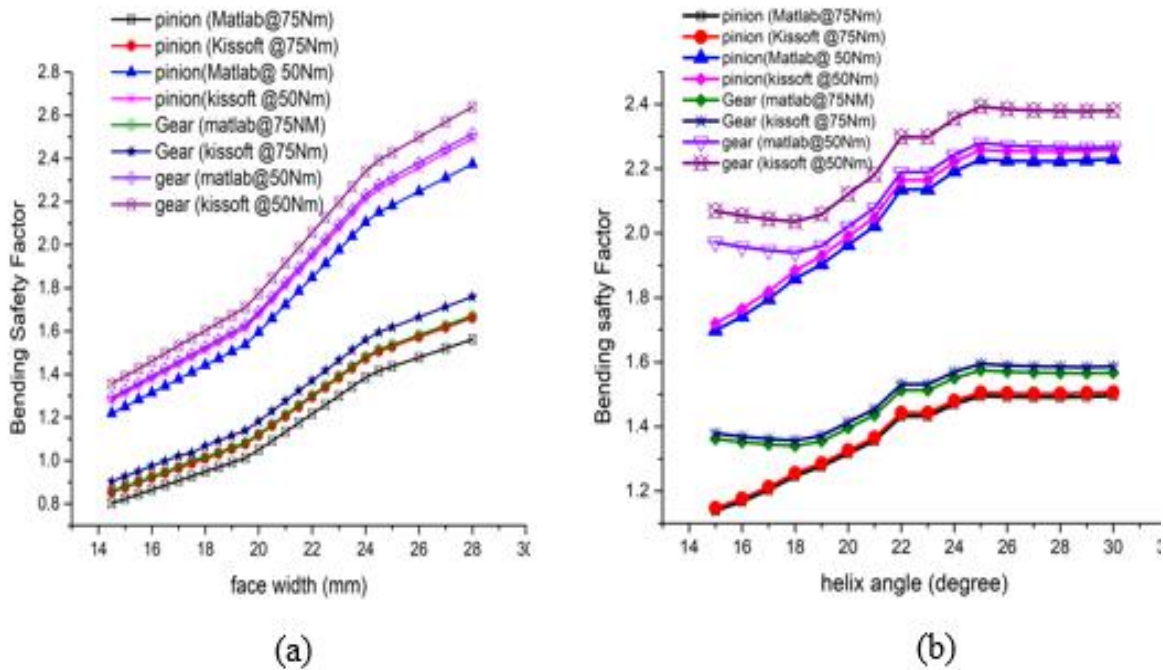 pinion (Matlab@75Nm)
pinion (Kissoft @75Nm)
pinion(Matlab@ 50Nm)
pinion(kissoft @50Nm)
Gear (matlab@75NM)
Gear (kissoft @75Nm)
gear (matlab@50Nm)
gear (kissoft @50Nm)
2.8
2.6
2.4
2.2
2.0
1.8
1.6
1.4
1.2
1.0
0.8
Bending Safety Factor
14 16 18 20 22 24 26 28 30
face width (mm)
(a)
pinion (Matlab@75Nm)
pinion (Kissoft @75Nm)
pinion(Matlab@ 50Nm)
pinion(kissoft @50Nm)
Gear (matlab@75NM)
Gear (kissoft @75Nm)
gear (matlab@50Nm)
gear (kissoft @50Nm)
2.4
2.2
2.0
1.8
1.6
1.4
1.2
Bending safty Factor
14 16 18 20 22 24 26 28 30
helix angle (degree)
(b)